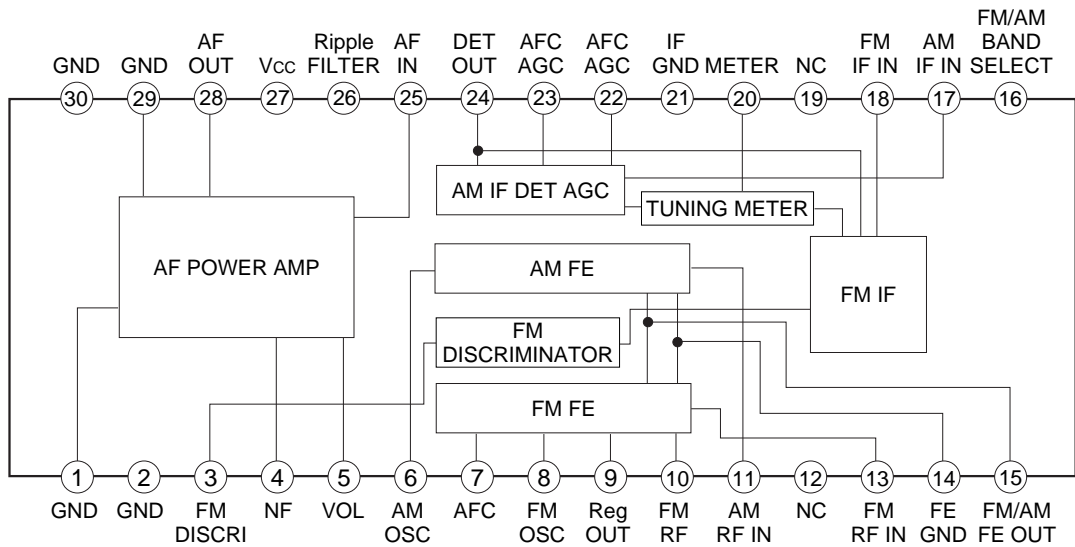 GND
GND
AF
OUT
Vcc
Ripple
FILTER
AF
IN
DET
OUT
AFC
AGC
AFC
AGC
IF
GND
METER
NC
FM
IF IN
AM
IF IN
FM/AM
BAND
SELECT
30 29 28 27 26 25 24 23 22 21 20 19 18 17 16
AM IF DET AGC
TUNING METER
AF POWER AMP
AM FE
FM IF
FM
DISCRIMINATOR
FM FE
1 2 3 4 5 6 7 8 9 10 11 12 13 14 15
GND
GND
FM
DISCRI
NF
VOL
AM
OSC
AFC
FM
OSC
Reg
OUT
FM
RF
AM
RF IN
NC
FM
RF IN
FE
GND
FM/AM
FE OUT